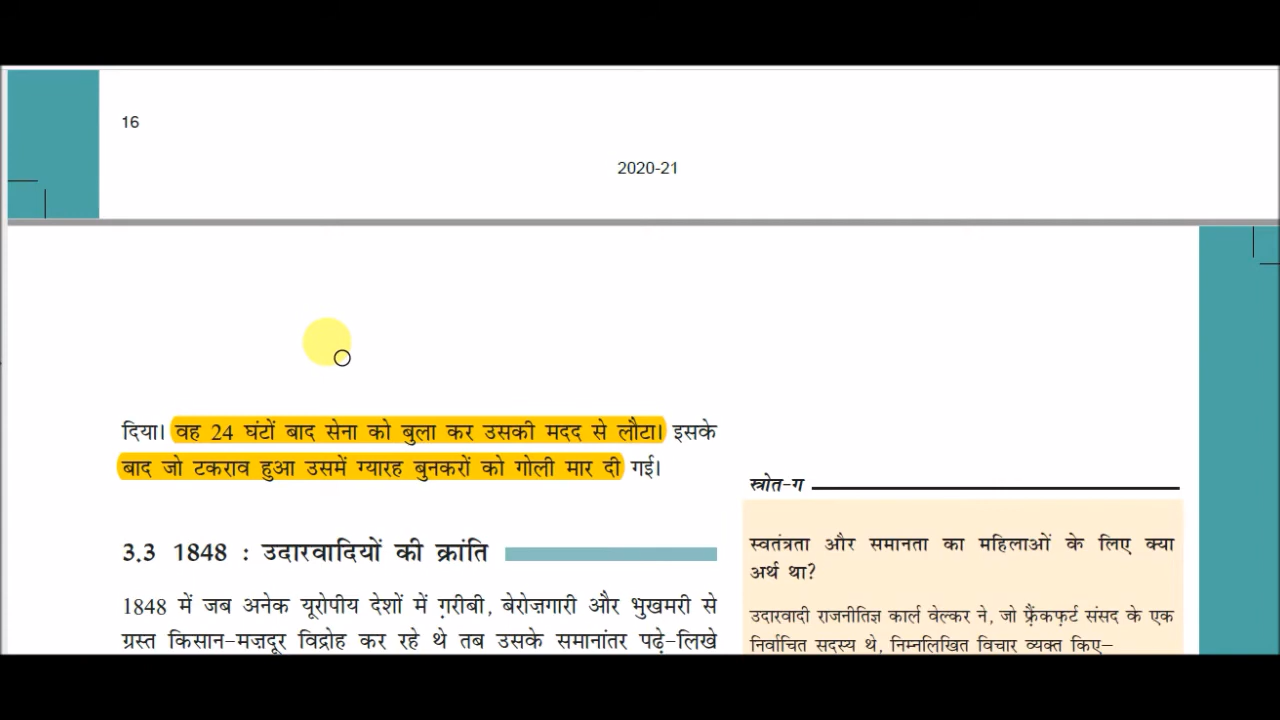 16
2020-21
दिया। वह 24 घंटों बाद सेना को बुला कर उसकी मदद से लौटा। इसके
बाद जो टकराव हुआ उसमें ग्यारह बुनकरों को गोली मार दी गई।
3.3 1848 : उदारवादियों की क्रांति
1848 में जब अनेक यूरोपीय देशों में ग़रीबी, बेरोज़गारी और भुखमरी से
ग्रस्त किसान-मज़दूर विद्रोह कर रहे थे तब उसके समानांतर पढ़े-लिखे
स्त्रोत-ग
स्वतंत्रता और समानता का महिलाओं के लिए क्या
अर्थ था?
उदारवादी राजनीतिज्ञ कार्ल वेल्कर ने, जो फ़्रैंकफ़र्ट संसद के एक
निर्वाचित सदस्य थे, निम्नलिखित विचार व्यक्त किए–